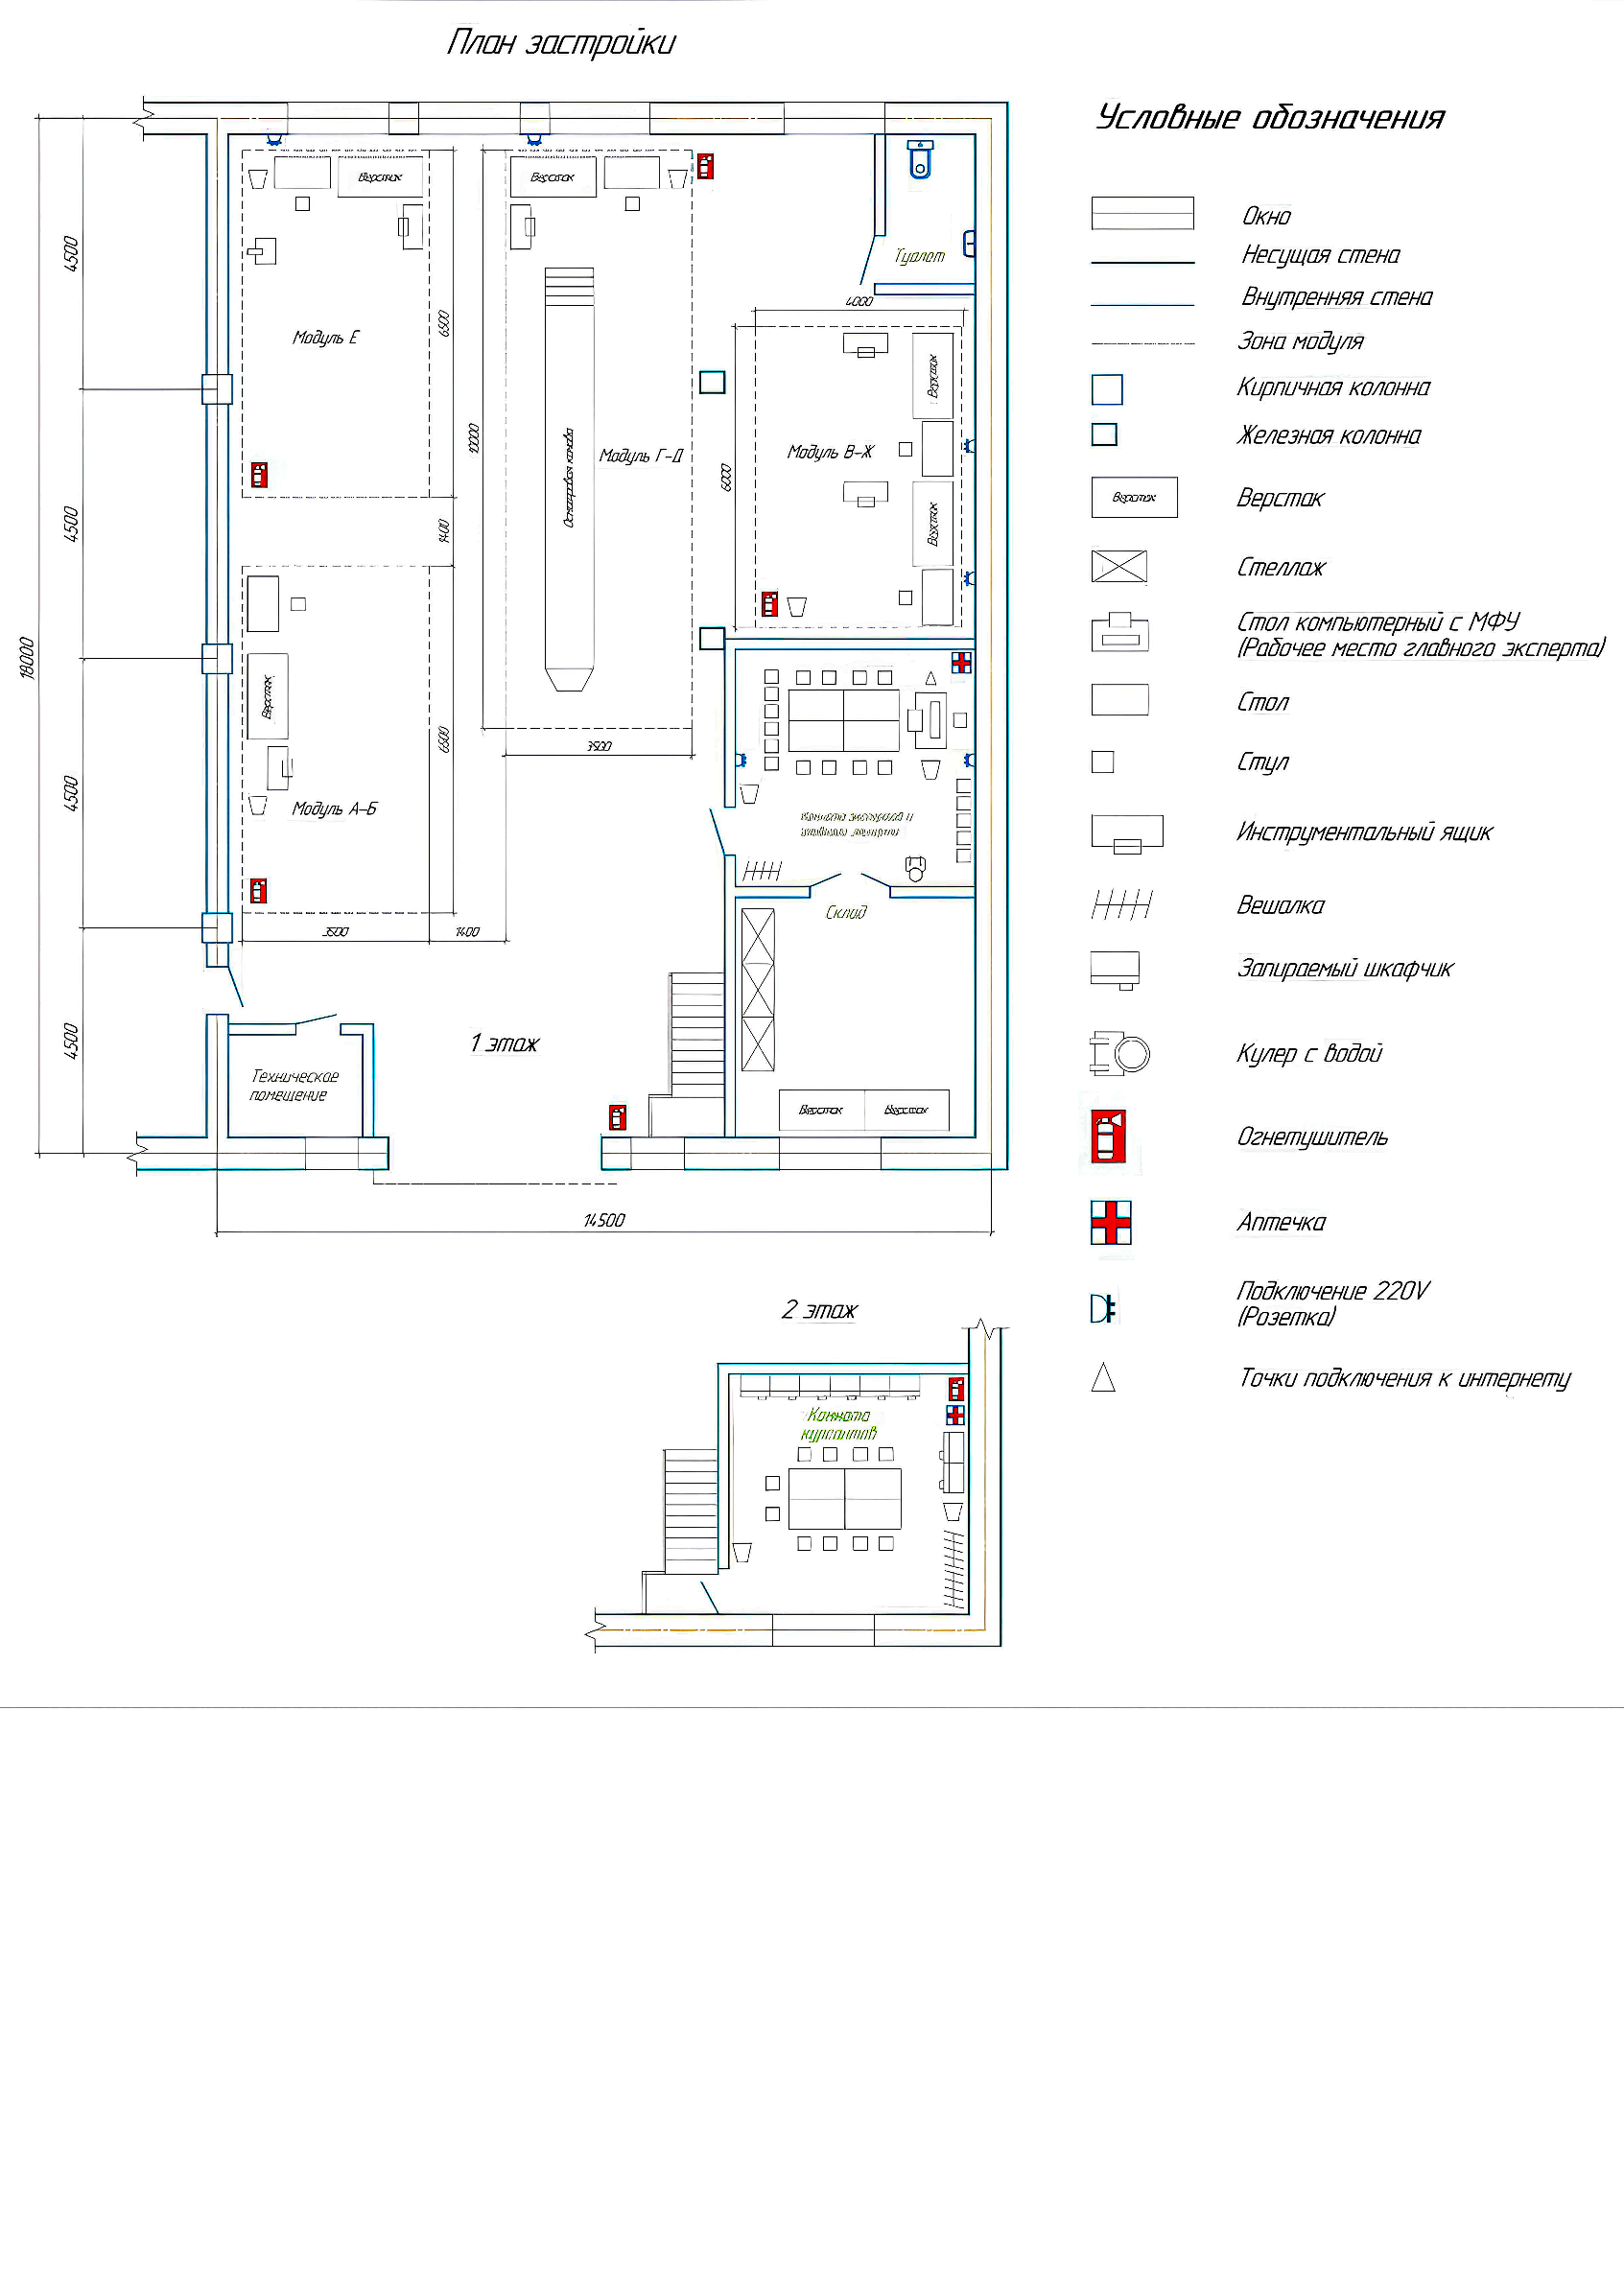 План застройки
Условные обозначения
Окно
Несущая стена
Внутренняя стена
Зона модуля
Кирпичная колонна
Железная колонна
Верстак
Верстак
Стеллаж
Стол компьютерный с МФУ
(Рабочее место главного эксперта)
Стол
Стул
Инструментальный ящик
Вешалка
Запираемый шкафчик
Кулер с водой
Огнетушитель
Аптечка
Подключение 220V
(Розетка)
Точки подключения к интернету
Верстак
Верстак
Туалет
4500
4000
6500
Модуль Е
Верстак
10000
Модуль Г-Д
Модуль В-Ж
6000
4500
1400
Верстак
18000
Верстак
6500
3500
4500
Модуль А-Б
Комната экспертов и
Склад
3500
1400
4500
1 этаж
Техническое
помещение
Верстак
Верстак
14500
2 этаж
Комната